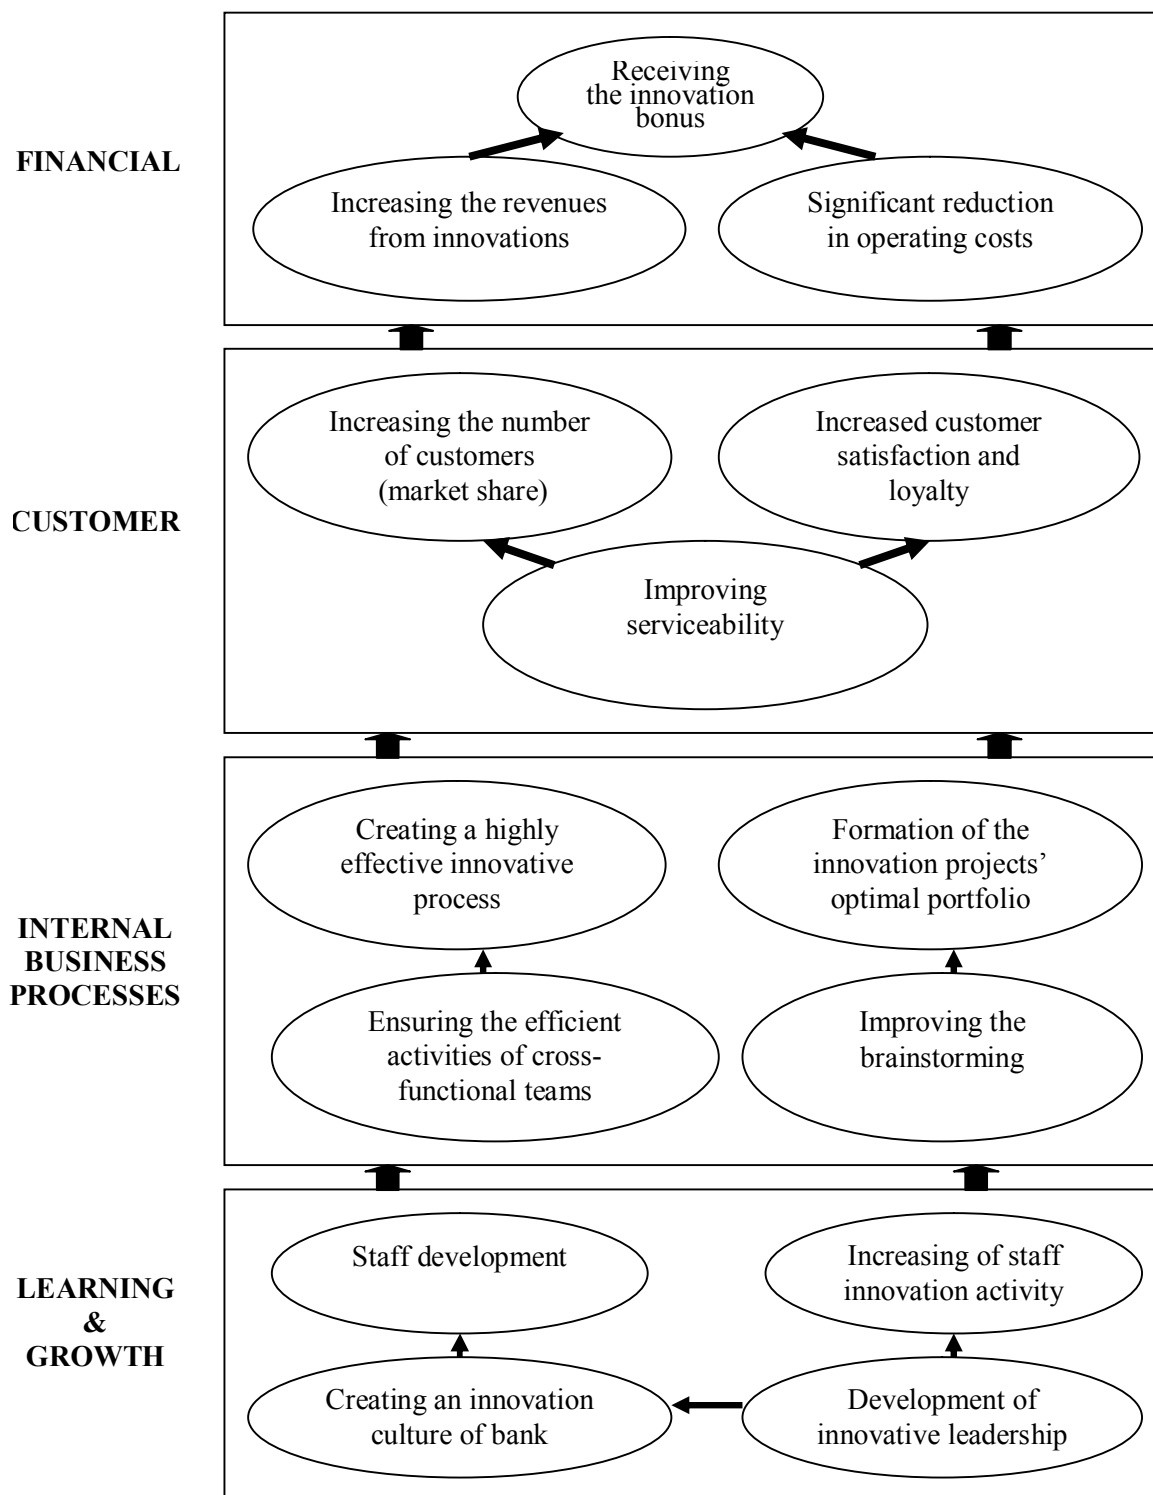 FINANCIAL
Receiving
the innovation
bonus
Increasing the revenues
from innovations
Significant reduction
in operating costs
CUSTOMER
Increasing the number
of customers
(market share)
Increased customer
satisfaction and
loyalty
Improving
serviceability
INTERNAL
BUSINESS
PROCESSES
Creating a highly
effective innovative
process
Formation of the
innovation projects’
optimal portfolio
Ensuring the efficient
activities of cross-
functional teams
Improving the
brainstorming
LEARNING
&
GROWTH
Staff development
Increasing of staff
innovation activity
Creating an innovation
culture of bank
Development of
innovative leadership